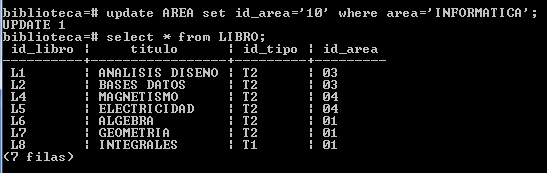 biblioteca=# update AREA set id_area='10' where area='INFORMATICA';
UPDATE 1
biblioteca=# select * from LIBRO;
 id_libro ¦      titulo      ¦ id_tipo ¦ id_area
----------+------------------+---------+---------
 L1       ¦ ANALISIS DISENO  ¦ T2      ¦ 03
 L2       ¦ BASES DATOS      ¦ T2      ¦ 03
 L4       ¦ MAGNETISMO       ¦ T2      ¦ 04
 L5       ¦ ELECTRICIDAD     ¦ T2      ¦ 04
 L6       ¦ ALGEBRA          ¦ T2      ¦ 01
 L7       ¦ GEOMETRIA        ¦ T2      ¦ 01
 L8       ¦ INTEGRALES       ¦ T1      ¦ 01
(7 filas)